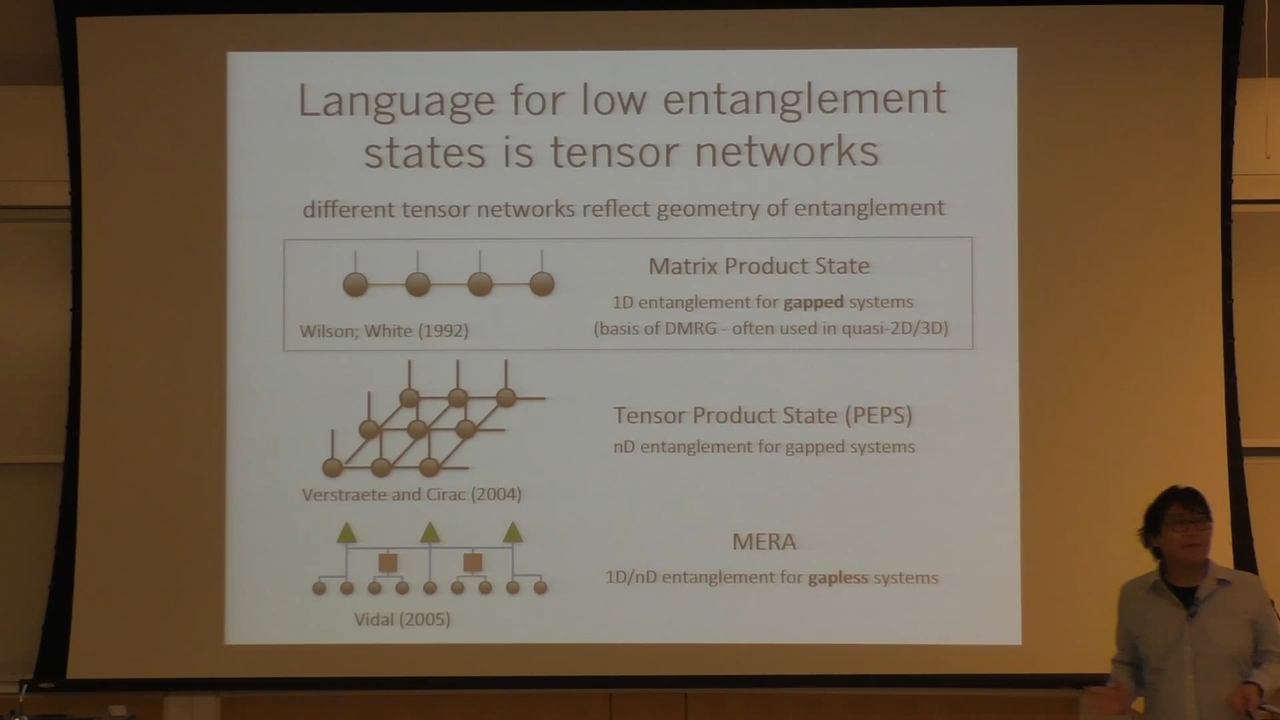 Language for low entanglement
states is tensor networks
different tensor networks reflect geometry of entanglement
Matrix Product State
1D entanglement for gapped systems
(basis of DMRG - often used in quasi-2D/3D)
Wilson; White (1992)
Tensor Product State (PEPS)
nD entanglement for gapped systems
Verstraete and Cirac (2004)
MERA
1D/nD entanglement for gapless systems
Vidal (2005)